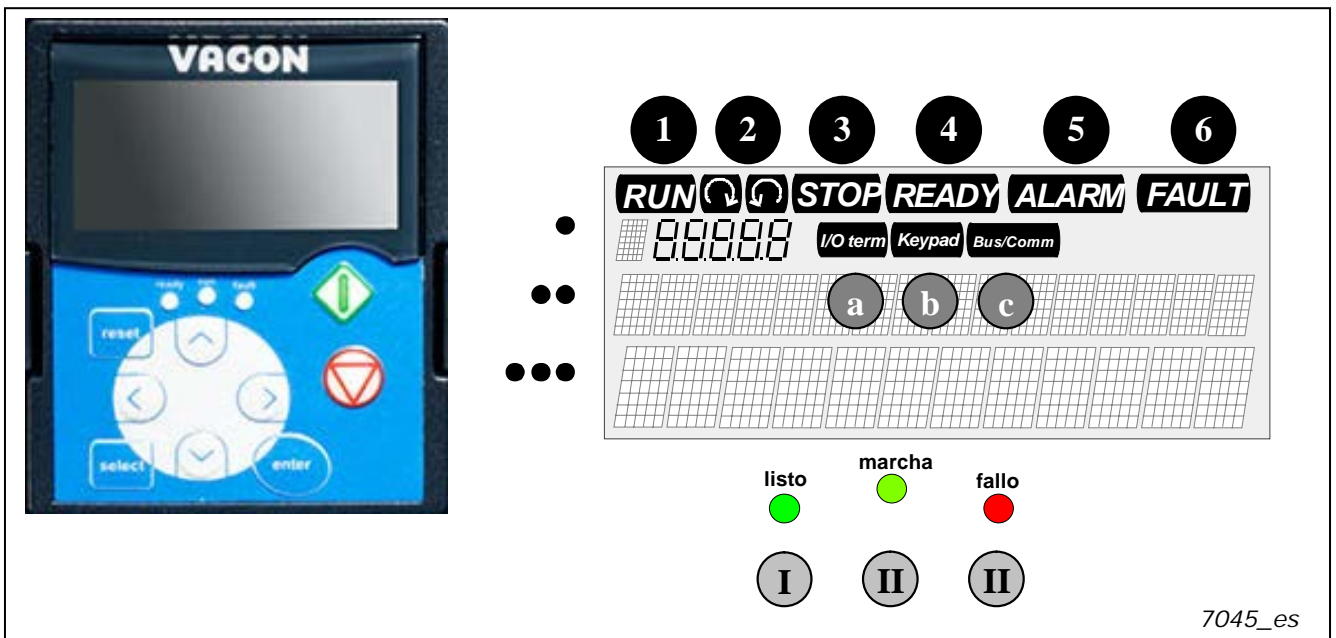 VACON
ready run fault
reset
select
enter
1 2 3 4 5 6
RUN STOP READY ALARM FAULT
88888 I/O term Keypad Bus/Comm
a b c
listo marcha fallo
I II II
7045_es